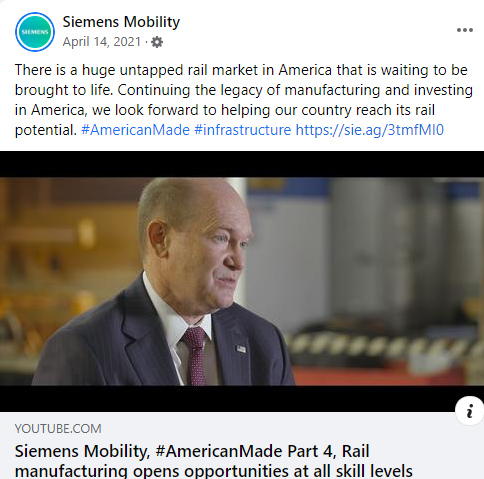 SIEMENS
Siemens Mobility
April 14, 2021 ·
There is a huge untapped rail market in America that is waiting to be
brought to life. Continuing the legacy of manufacturing and investing
in America, we look forward to helping our country reach its rail
potential. #AmericanMade #infrastructure https://sie.ag/3tmfMI0
YOUTUBE.COM
Siemens Mobility, #AmericanMade Part 4, Rail
manufacturing opens opportunities at all skill levels